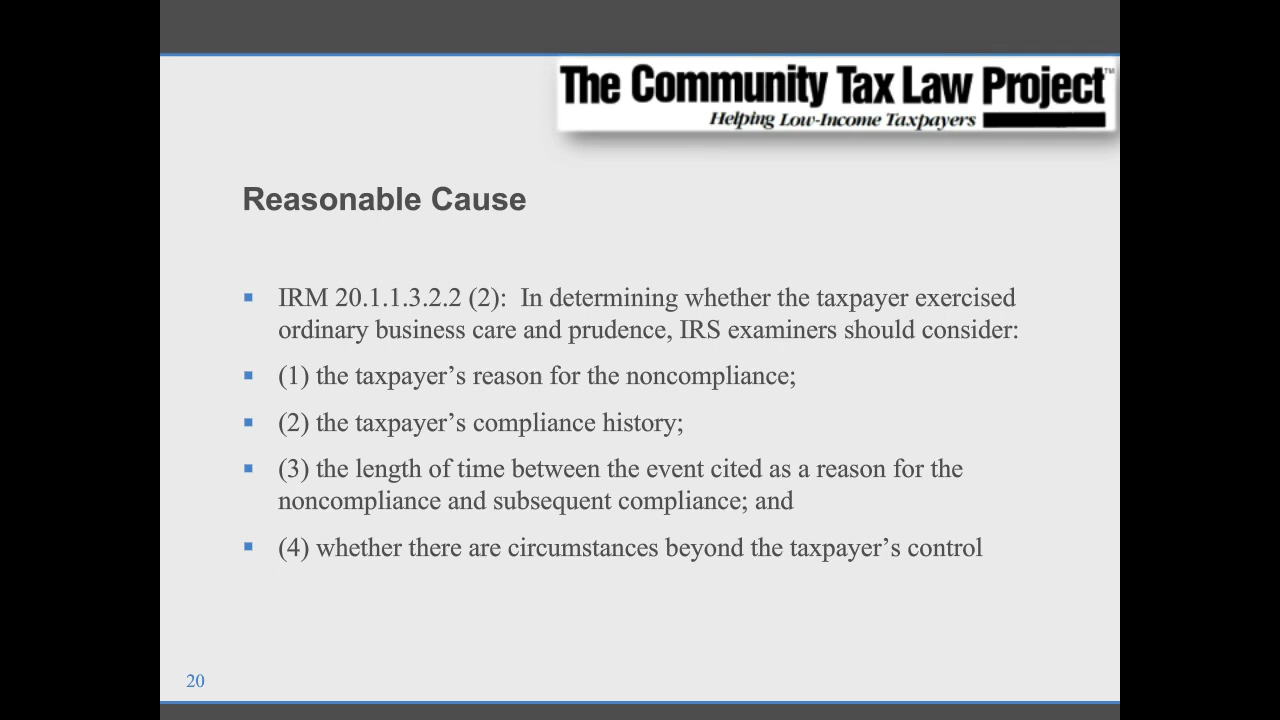 The Community Tax Law Project™
Helping Low-Income Taxpayers
Reasonable Cause
▪ IRM 20.1.1.3.2.2 (2):  In determining whether the taxpayer exercised
ordinary business care and prudence, IRS examiners should consider:
▪ (1) the taxpayer’s reason for the noncompliance;
▪ (2) the taxpayer’s compliance history;
▪ (3) the length of time between the event cited as a reason for the
noncompliance and subsequent compliance; and
▪ (4) whether there are circumstances beyond the taxpayer’s control
20